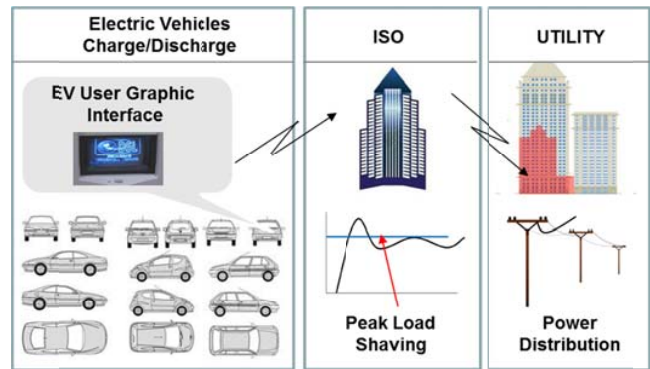 Electric Vehicles
Charge/Discharge
EV User Graphic
Interface
ISO
Peak Load
Shaving
UTILITY
Power
Distribution